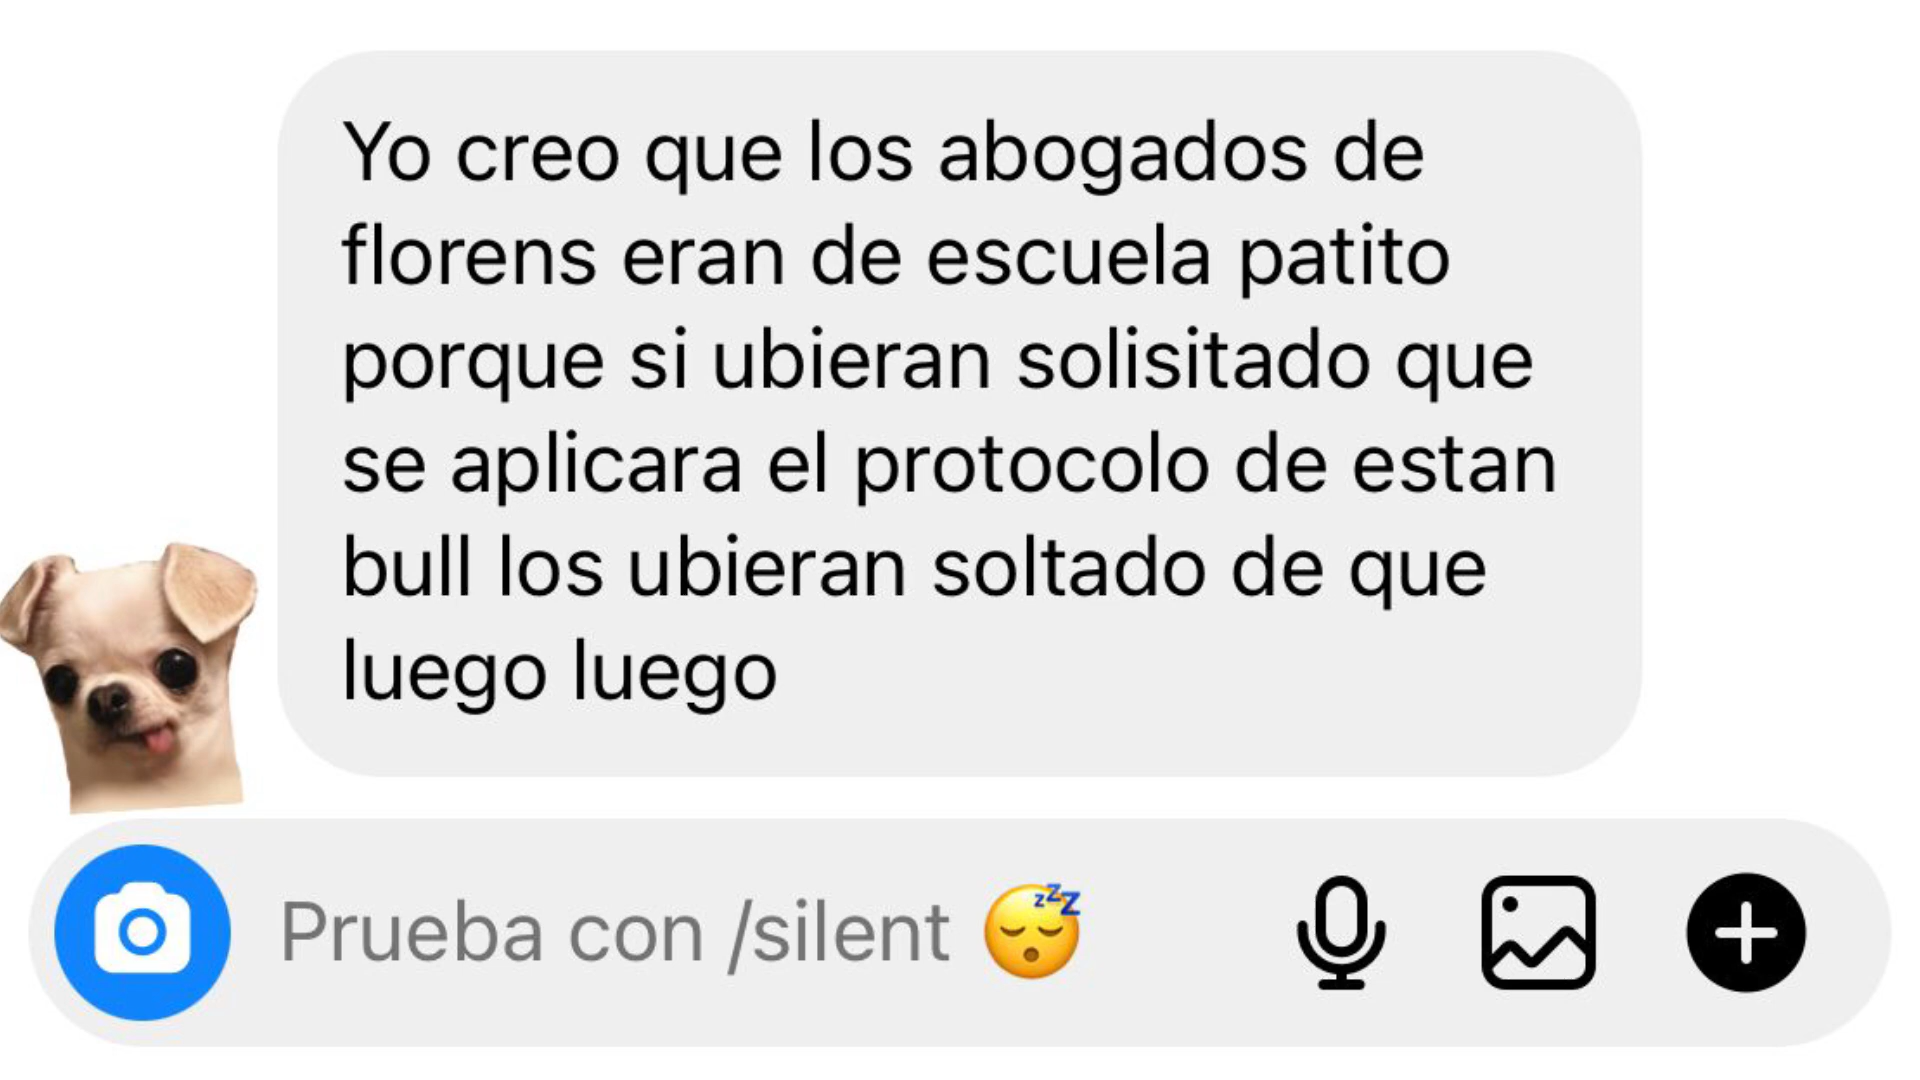 Yo creo que los abogados de
florens eran de escuela patito
porque si ubieran solisitado que
se aplicara el protocolo de estan
bull los ubieran soltado de que
luego luego
Prueba con /silent 😴